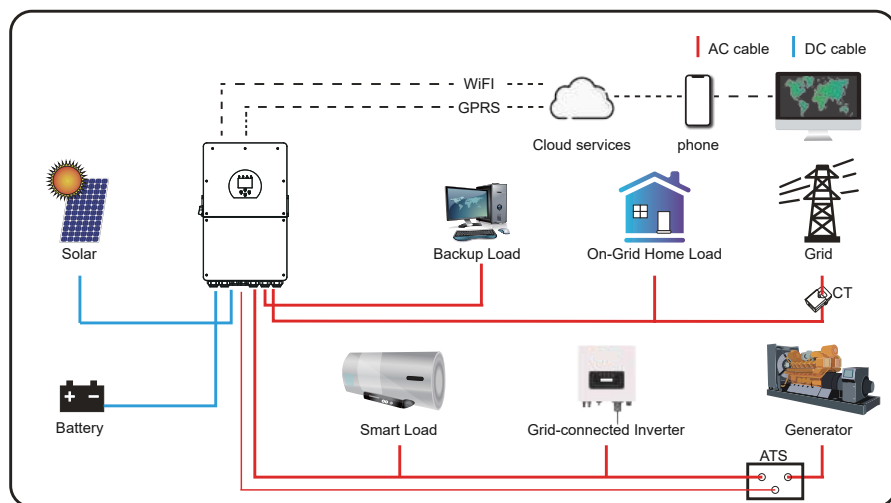 AC cable
DC cable
WiFI
GPRS
Cloud services
phone
Solar
Backup Load
On-Grid Home Load
Grid
CT
Battery
Smart Load
Grid-connected Inverter
Generator
ATS